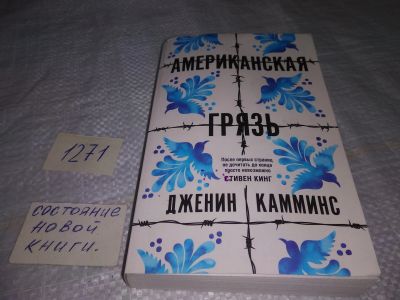 АМЕРИКАНСКАЯ
ГРЯЗЬ
После первых страниц
не дочитать до конца
просто невозможно
СТИВЕН КИНГ
ДЖЕНИН КАММИНС
1271
СОСТОЯНИЕ
НОВОЙ
КНИГИ.